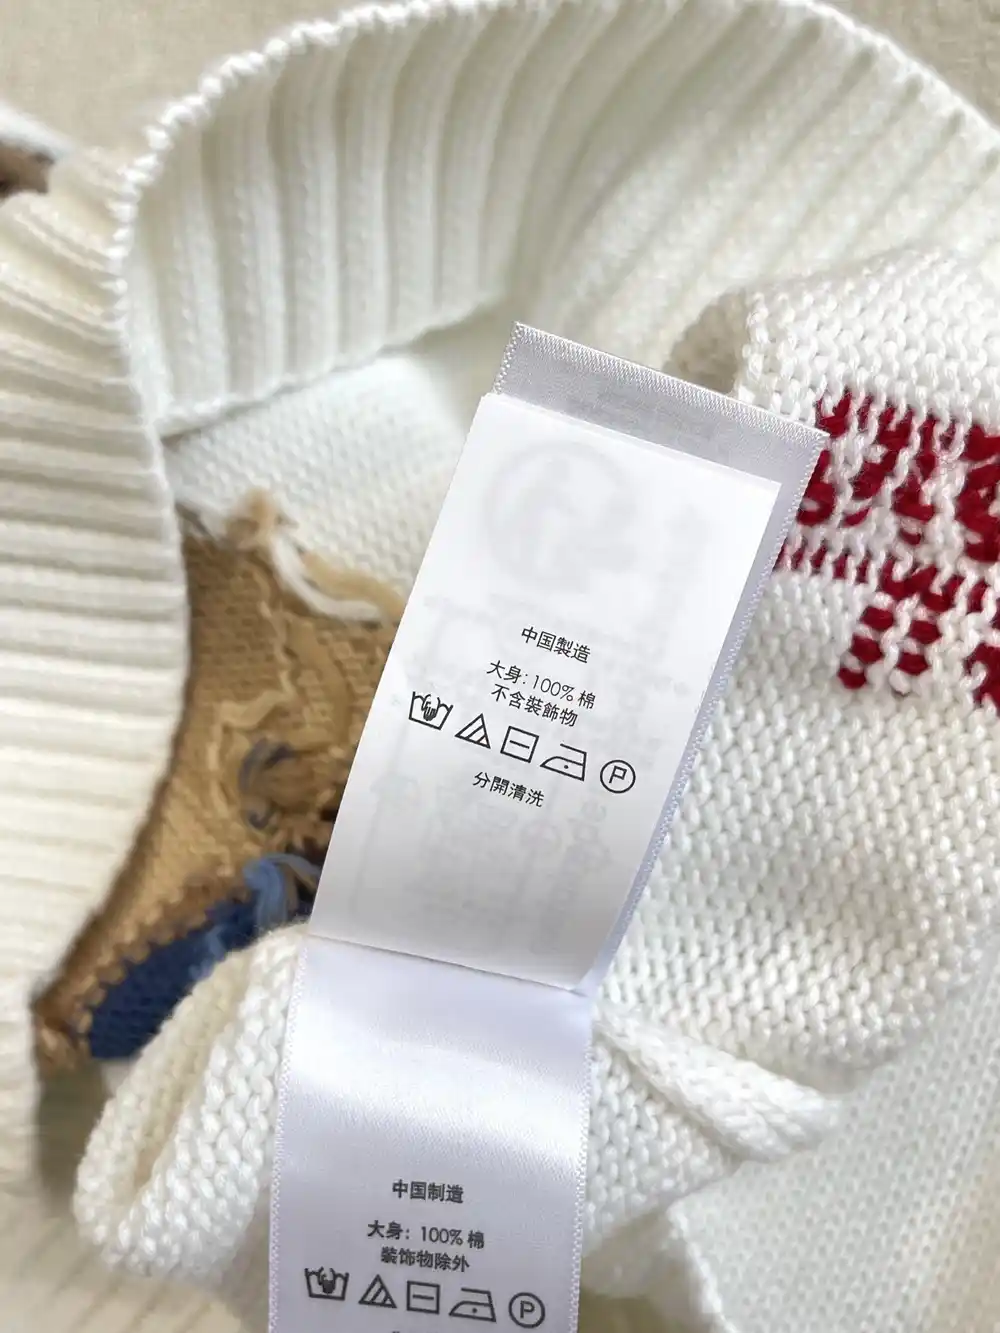 中国製造
大身: 100% 棉
不含裝飾物
P
分開清洗
中国制造
大身: 100% 棉
装饰物除外
P